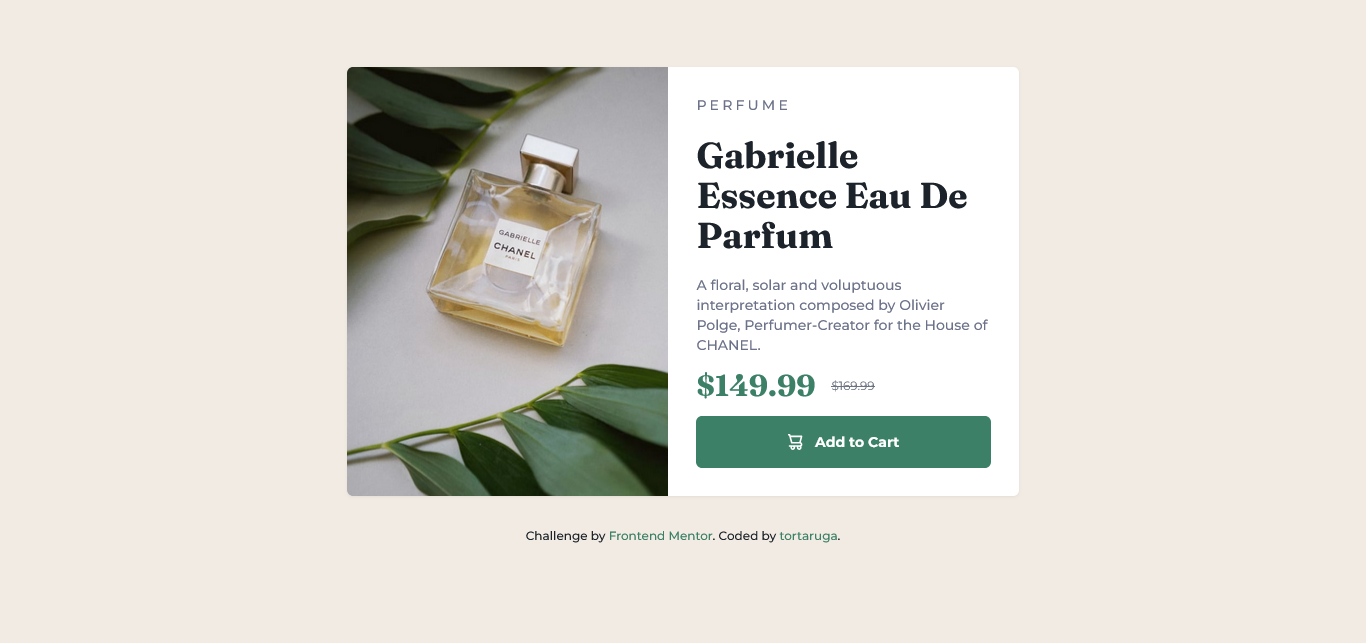 PERFUME
Gabrielle
Essence Eau De
Parfum
A floral, solar and voluptuous
interpretation composed by Olivier
Polge, Perfumer-Creator for the House of
CHANEL.
$149.99 $169.99
Add to Cart
GABRIELLE
CHANEL
PARIS
Challenge by Frontend Mentor. Coded by tortaruga.